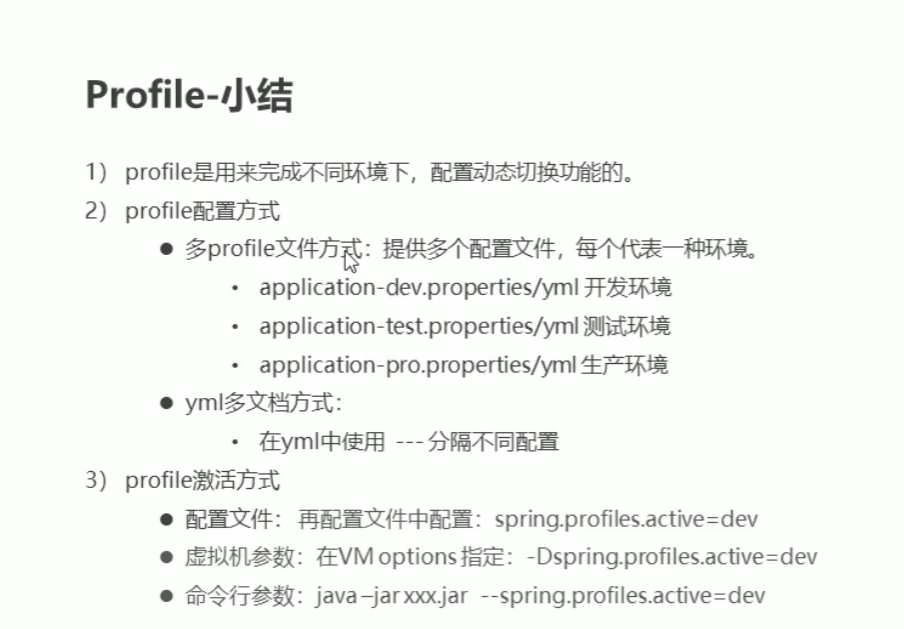 Profile-小结
1） profile是用来完成不同环境下，配置动态切换功能的。
2） profile配置方式
● 多profile文件方式：提供多个配置文件，每个代表一种环境。
• application-dev.properties/yml 开发环境
• application-test.properties/yml 测试环境
• application-pro.properties/yml 生产环境
● yml多文档方式：
• 在yml中使用 --- 分隔不同配置
3） profile激活方式
● 配置文件： 再配置文件中配置：spring.profiles.active=dev
● 虚拟机参数：在VM options 指定：-Dspring.profiles.active=dev
● 命令行参数：java –jar xxx.jar --spring.profiles.active=dev